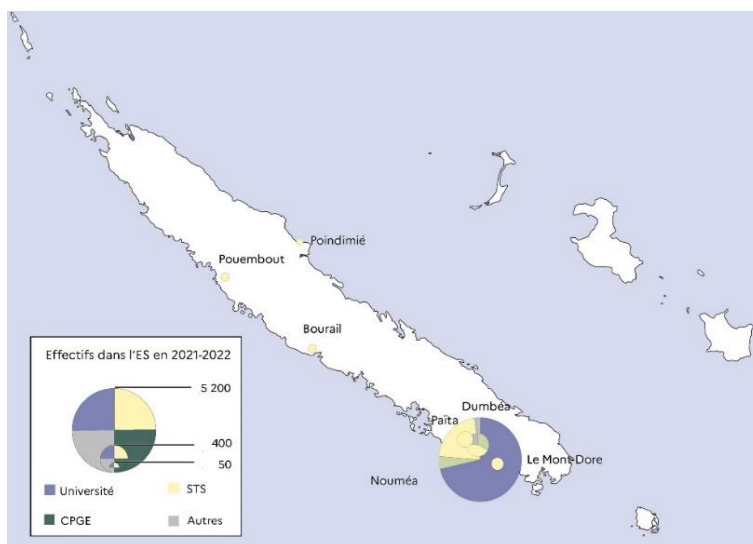 Poindimié
Pouembout
Bourail
Dumbéa
Païta
Le Mont-Dore
Nouméa
Effectifs dans l'ES en 2021-2022
5 200
400
50
Université
STS
CPGE
Autres